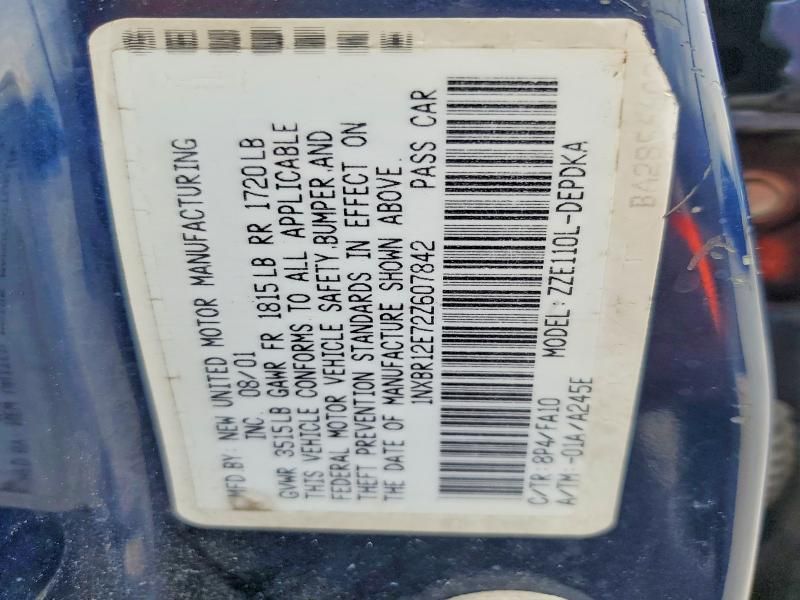 MFD BY: NEW UNITED MOTOR MANUFACTURING
INC. 08/01
GVWR 3515LB GAWR FR 1815LB RR 1720LB
THIS VEHICLE CONFORMS TO ALL APPLICABLE
FEDERAL MOTOR VEHICLE SAFETY, BUMPER, AND
THEFT PREVENTION STANDARDS IN EFFECT ON
THE DATE OF MANUFACTURE SHOWN ABOVE.
1NXBR12E72Z607842 PASS CAR
C/TR: 8P4/FA10 MODEL: ZZE110L-DEPDKA
A/TM: -01A/A245E